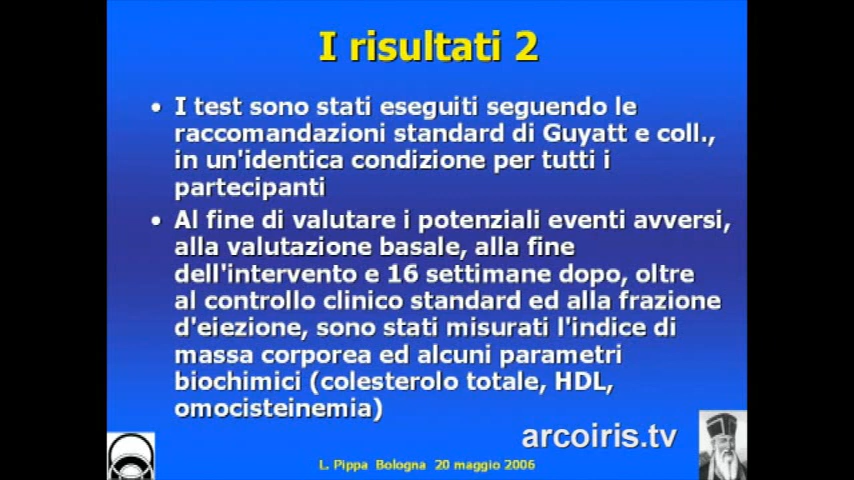 I risultati 2
• I test sono stati eseguiti seguendo le
raccomandazioni standard di Guyatt e coll.,
in un'identica condizione per tutti i
partecipanti
• Al fine di valutare i potenziali eventi avversi,
alla valutazione basale, alla fine
dell'intervento e 16 settimane dopo, oltre
al controllo clinico standard ed alla frazione
d'eiezione, sono stati misurati l'indice di
massa corporea ed alcuni parametri
biochimici (colesterolo totale, HDL,
omocisteinemia)
arcoiris.tv
L. Pippa Bologna 20 maggio 2006